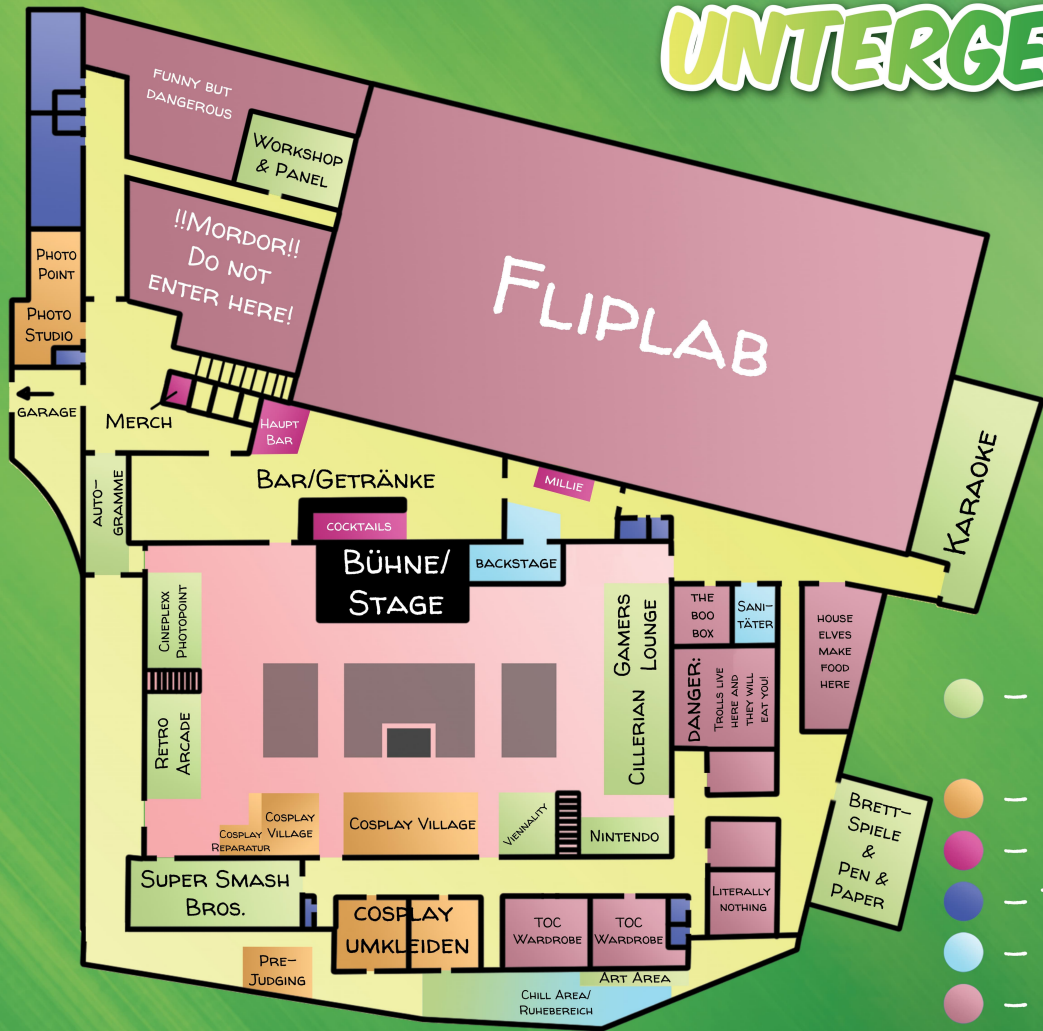 UNTERGE
FUNNY BUT
DANGEROUS
WORKSHOP
& PANEL
!!MORDOR!!
DO NOT
ENTER HERE!
PHOTO
POINT
PHOTO
STUDIO
FLIPLAB
GARAGE
MERCH
HAUPT
BAR
KARAOKE
BAR/GETRÄNKE
MILLIE
AUTO-
GRAMME
COCKTAILS
BÜHNE/
STAGE
BACKSTAGE
CINEPLEXX
PHOTOPOINT
CILLERIAN GAMERS
LOUNGE
THE
BOO
BOX
SANI-
TÄTER
HOUSE
ELVES
MAKE
FOOD
HERE
DANGER:
TROLLS LIVE
HERE AND
THEY WILL
EAT YOU!
RETRO
ARCADE
COSPLAY
VILLAGE
COSPLAY
REPARATUR
COSPLAY VILLAGE
VIENNALITY
NINTENDO
BRETT-
SPIELE
&
PEN &
PAPER
SUPER SMASH
BROS.
COSPLAY
UMKLEIDEN
TOC
WARDROBE
TOC
WARDROBE
LITERALLY
NOTHING
PRE-
JUDGING
ART AREA
CHILL AREA/
RUHEBEREICH